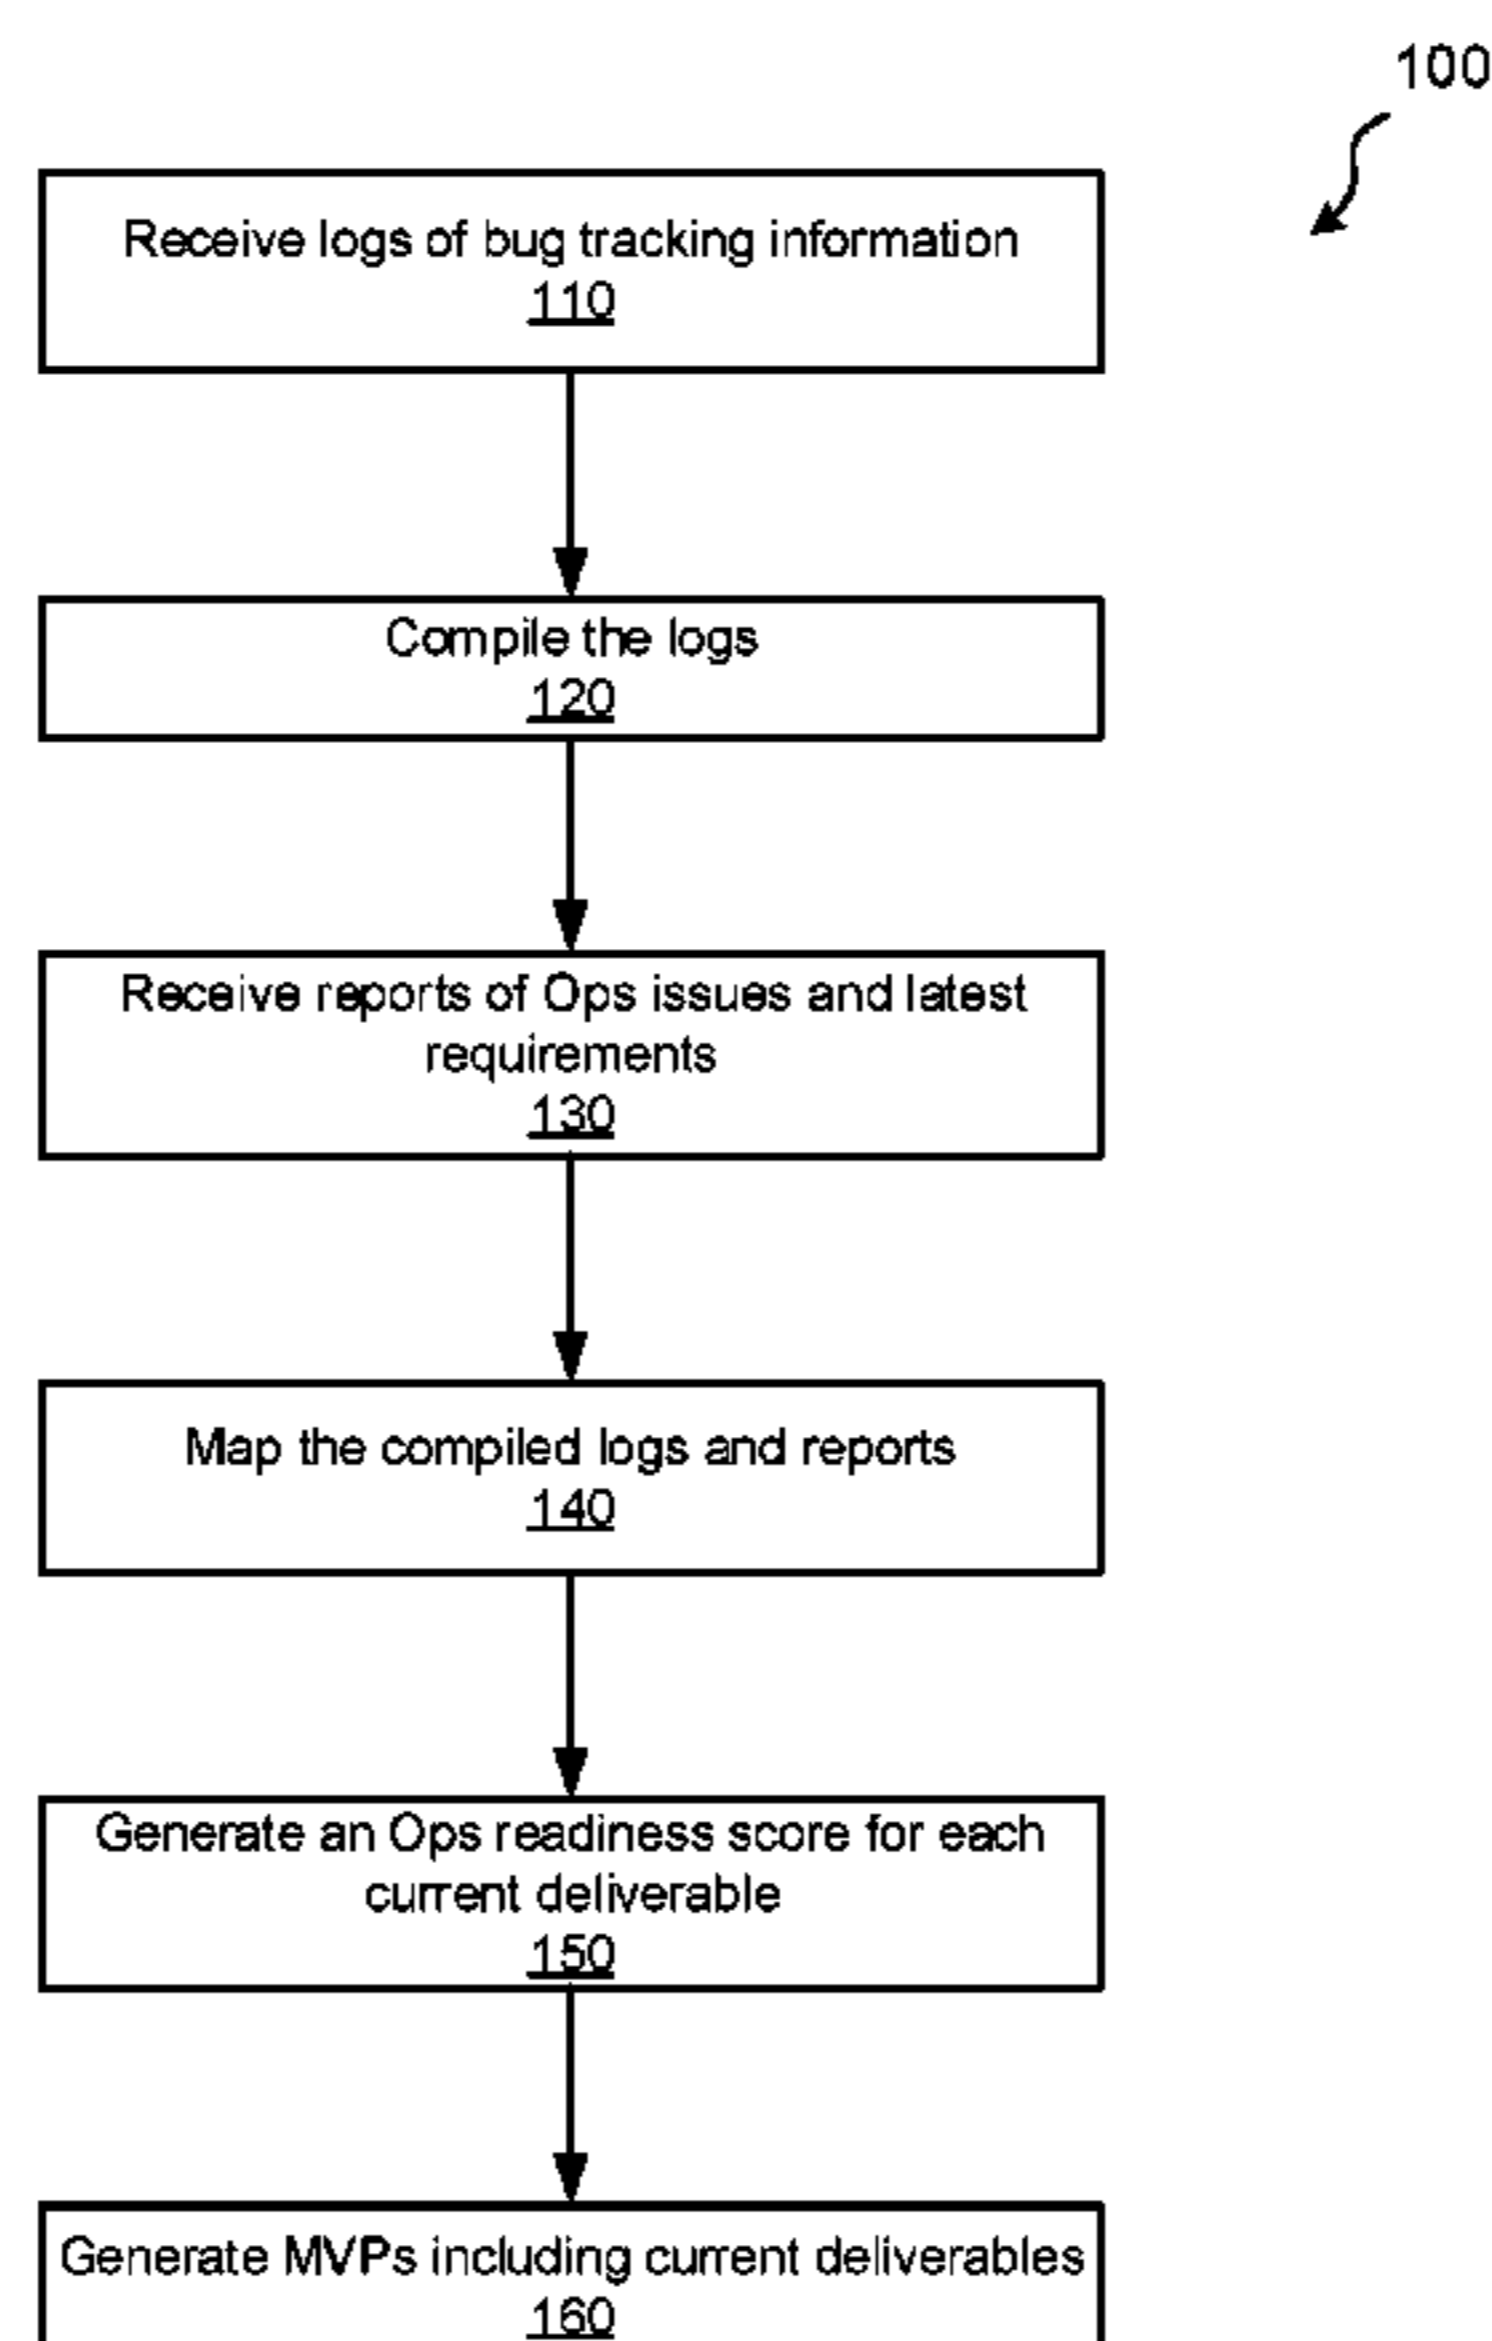 100
Receive logs of bug tracking information
110
Compile the logs
120
Receive reports of Ops issues and latest
requirements
130
Map the compiled logs and reports
140
Generate an Ops readiness score for each
current deliverable
150
Generate MVPs including current deliverables
160